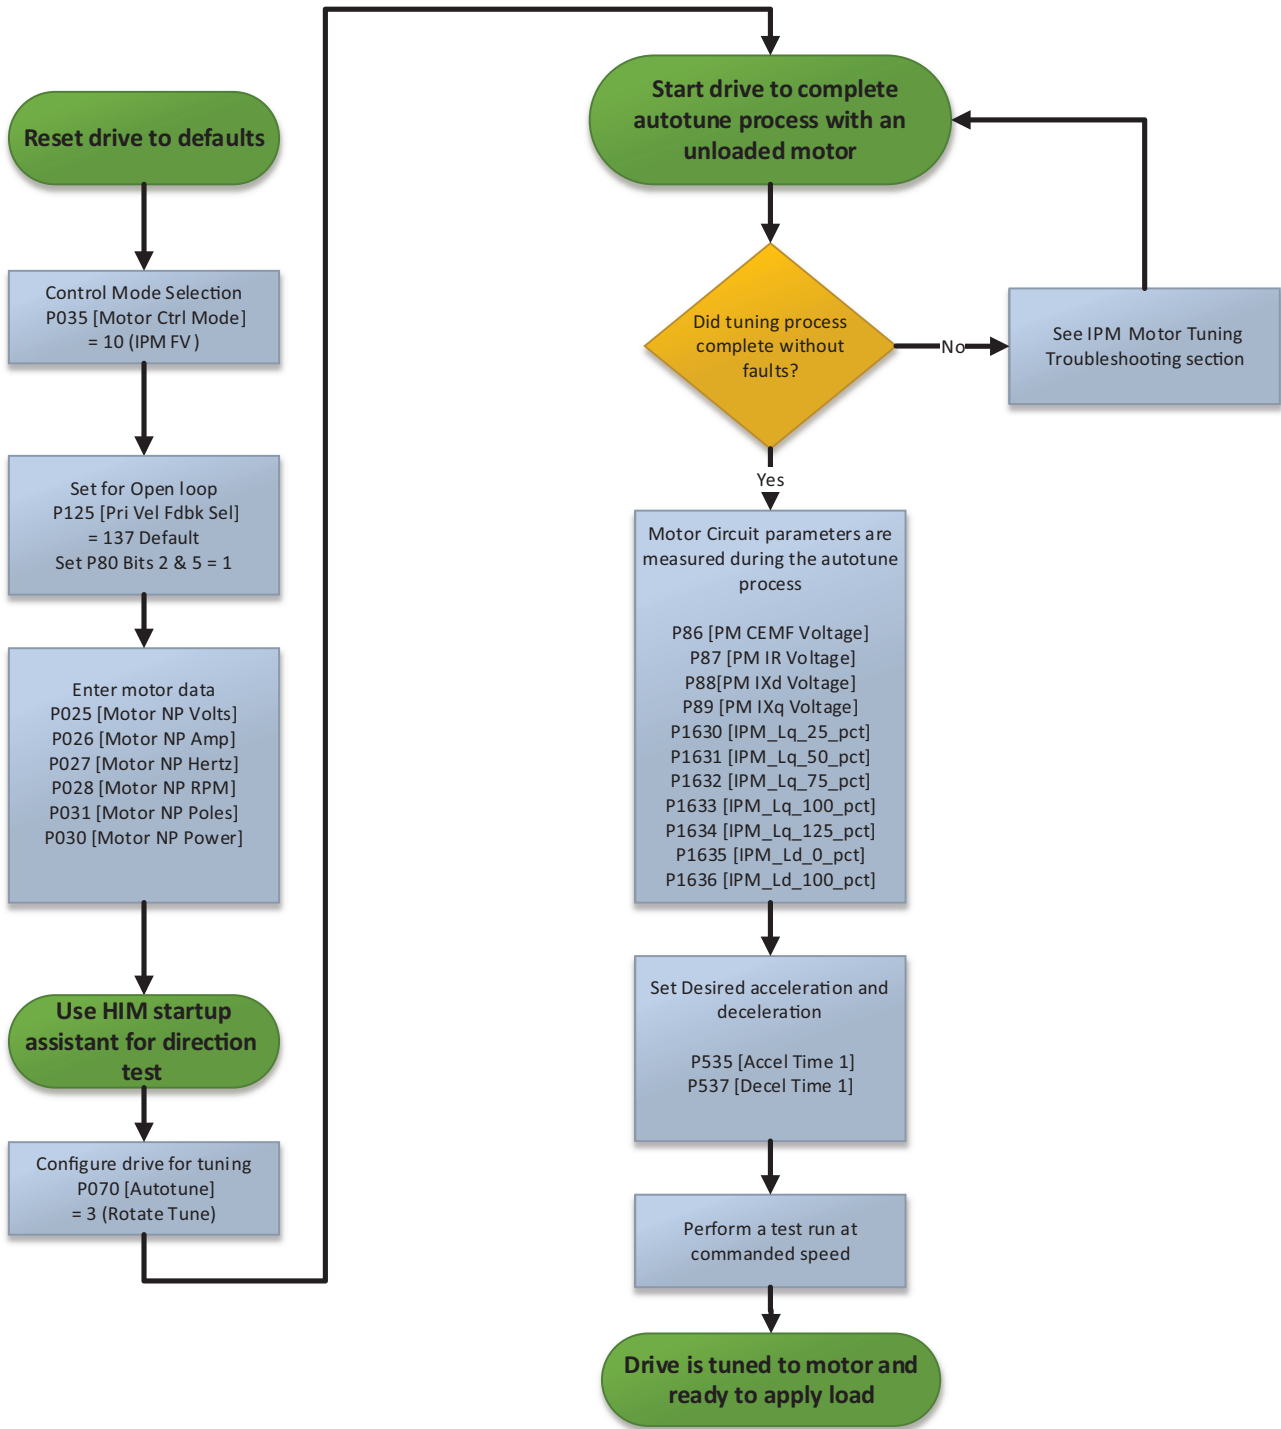 Reset drive to defaults
Control Mode Selection
P035 [Motor Ctrl Mode]
= 10 (IPM FV)
Set for Open loop
P125 [Pri Vel Fdbk Sel]
= 137 Default
Set P80 Bits 2 & 5 = 1
Enter motor data
P025 [Motor NP Volts]
P026 [Motor NP Amp]
P027 [Motor NP Hertz]
P028 [Motor NP RPM]
P031 [Motor NP Poles]
P030 [Motor NP Power]
Use HIM startup
assistant for direction
test
Configure drive for tuning
P070 [Autotune]
= 3 (Rotate Tune)
Start drive to complete
autotune process with an
unloaded motor
Did tuning process
complete without
faults?
No
See IPM Motor Tuning
Troubleshooting section
Yes
Motor Circuit parameters are
measured during the autotune
process
P86 [PM CEMF Voltage]
P87 [PM IR Voltage]
P88[PM IXd Voltage]
P89 [PM IXq Voltage]
P1630 [IPM_Lq_25_pct]
P1631 [IPM_Lq_50_pct]
P1632 [IPM_Lq_75_pct]
P1633 [IPM_Lq_100_pct]
P1634 [IPM_Lq_125_pct]
P1635 [IPM_Ld_0_pct]
P1636 [IPM_Ld_100_pct]
Set Desired acceleration and
deceleration
P535 [Accel Time 1]
P537 [Decel Time 1]
Perform a test run at
commanded speed
Drive is tuned to motor and
ready to apply load